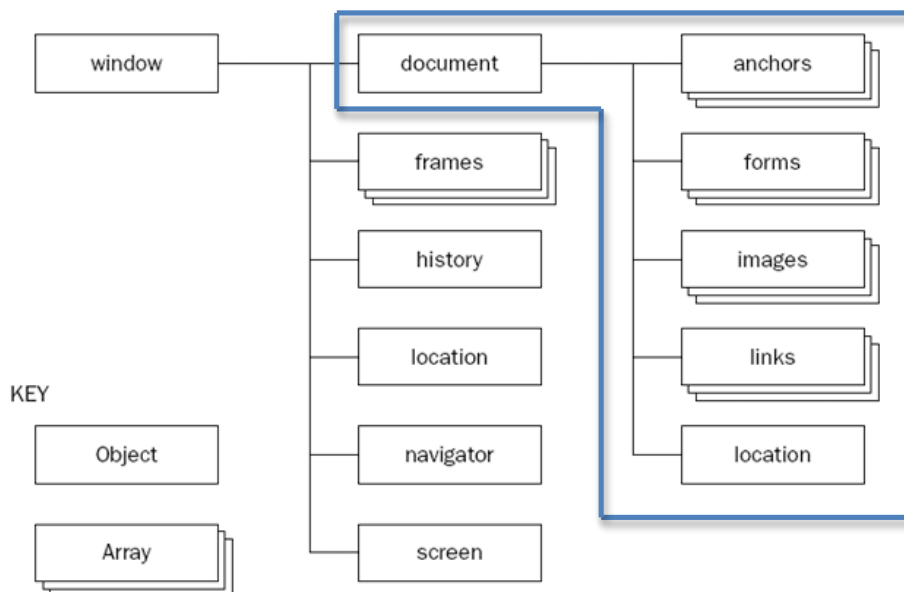 window
document
anchors
frames
forms
history
images
location
links
KEY
Object
navigator
location
Array
screen